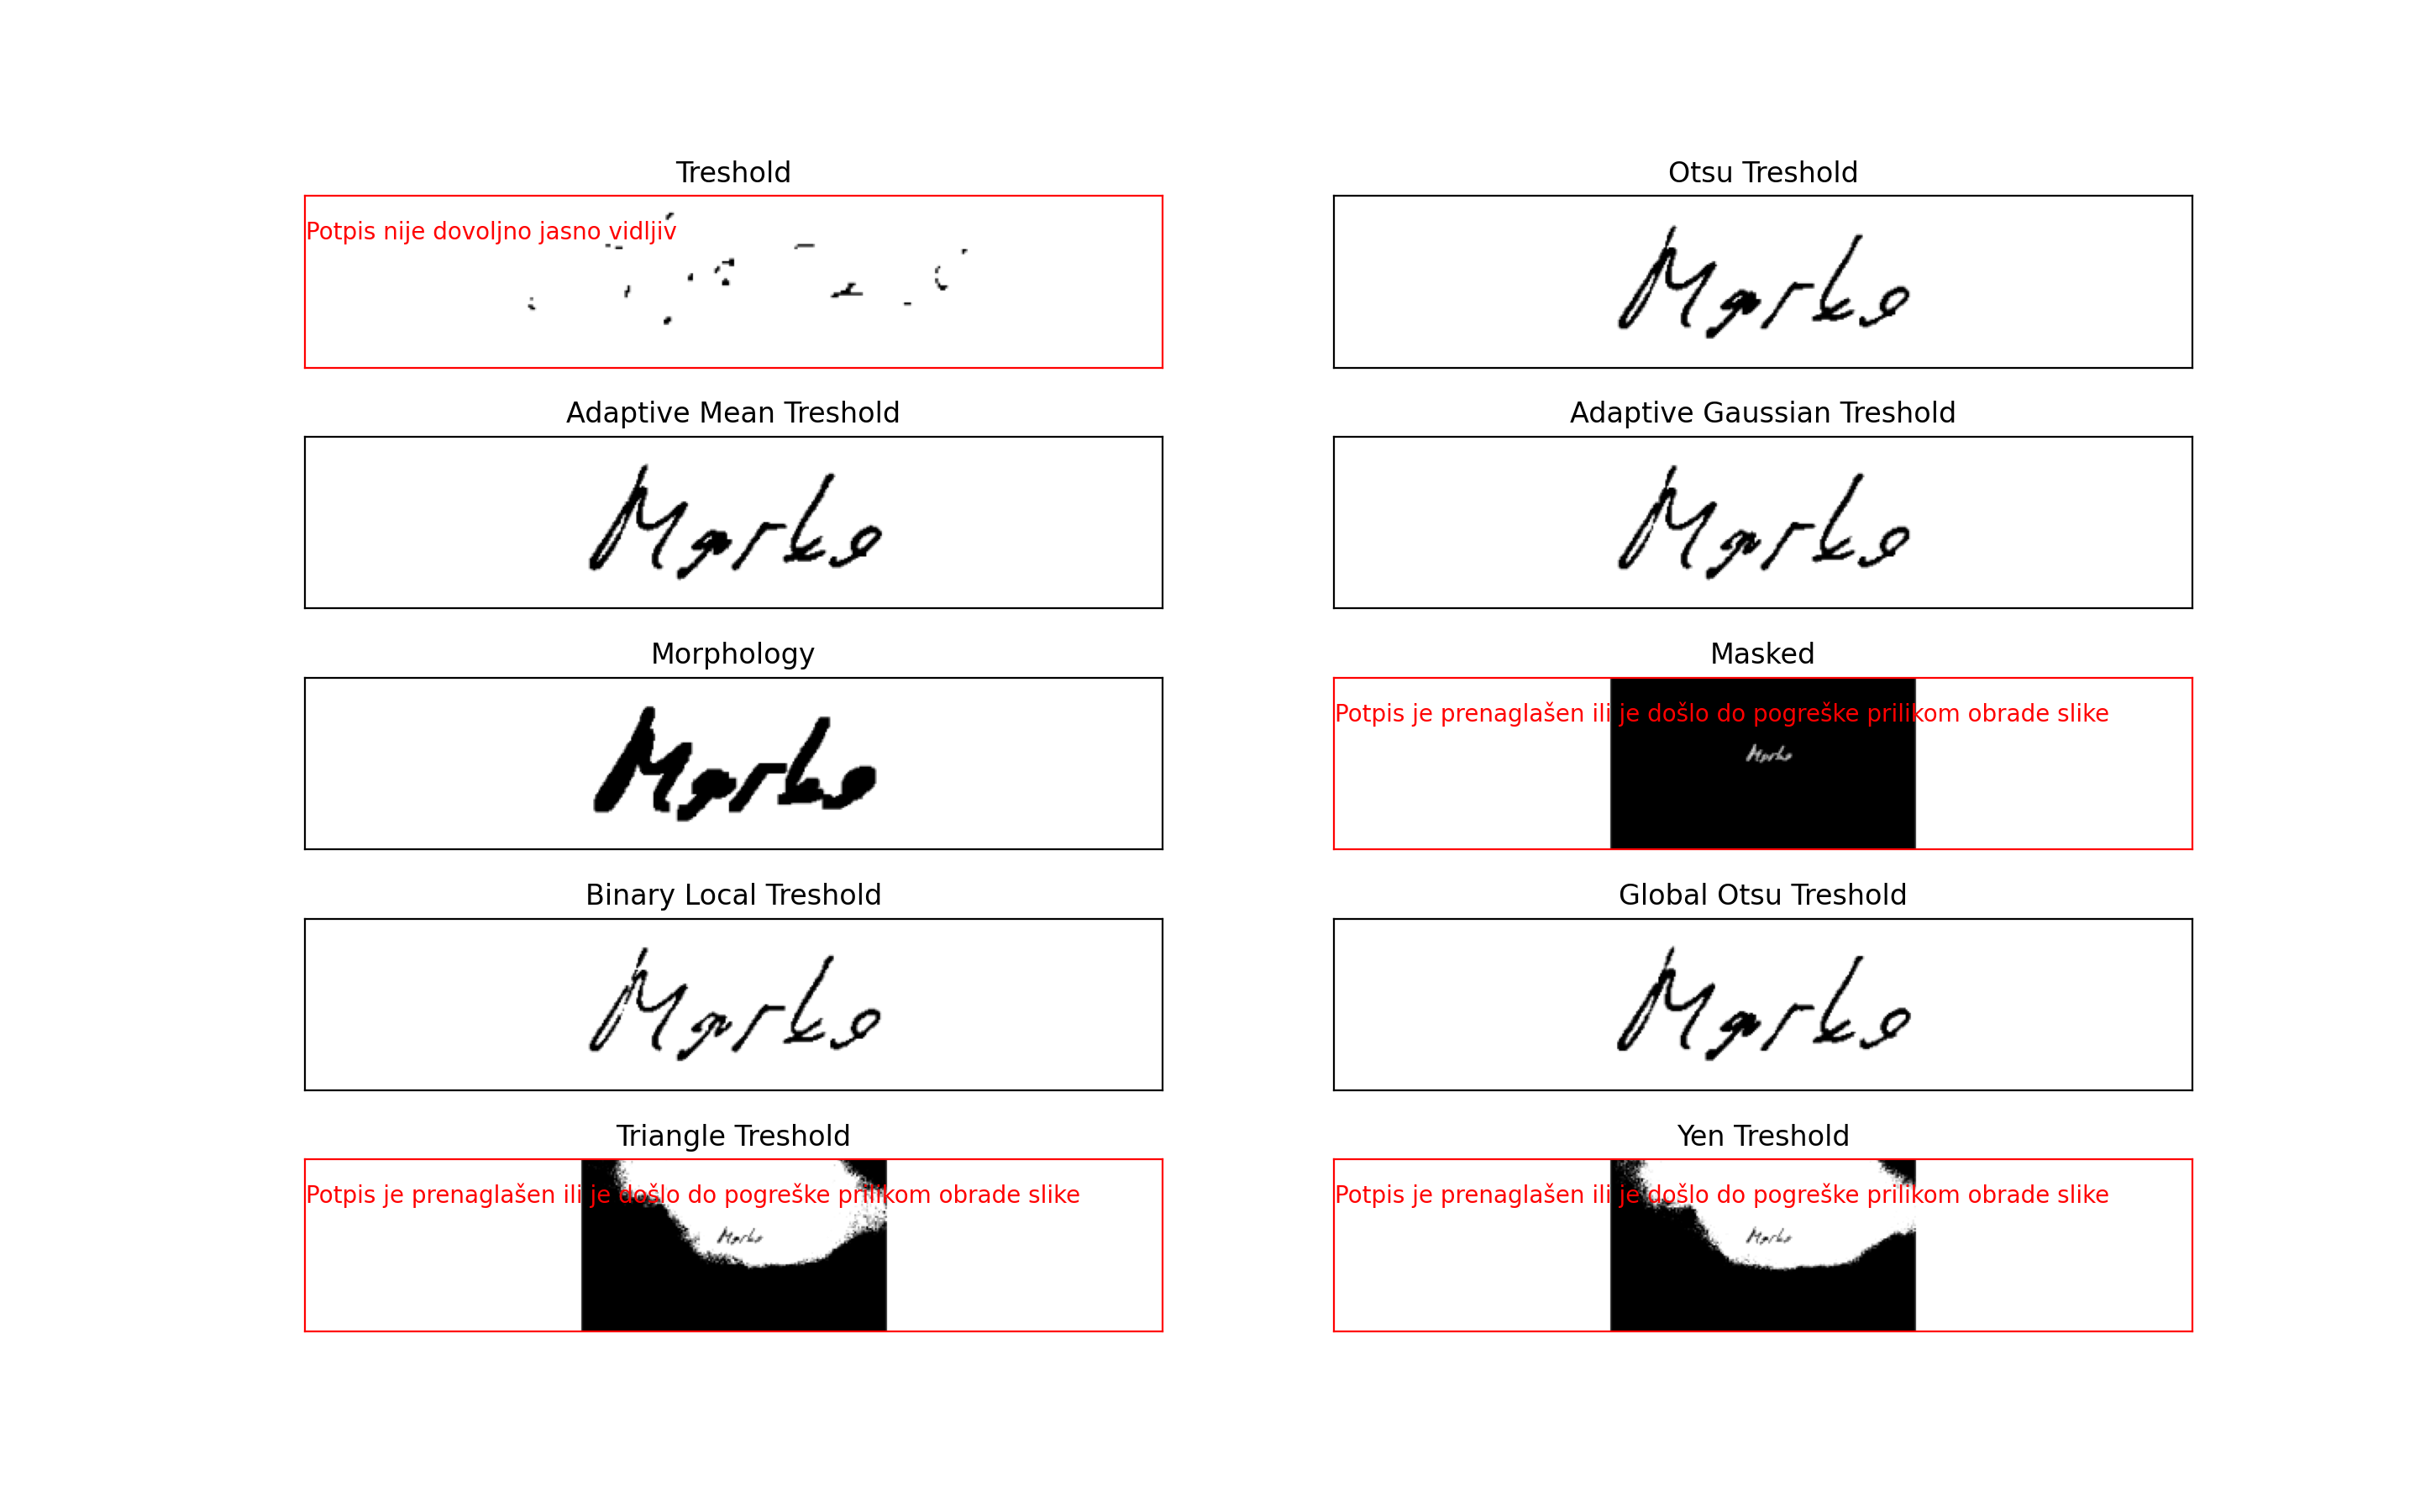 Treshold
Potpis nije dovoljno jasno vidljiv
Otsu Treshold
Marko
Adaptive Mean Treshold
Marko
Adaptive Gaussian Treshold
Marko
Morphology
Marko
Masked
Potpis je prenaglašen ili je došlo do pogreške prilikom obrade slike
Marko
Binary Local Treshold
Marko
Global Otsu Treshold
Marko
Triangle Treshold
Potpis je prenaglašen ili je došlo do pogreške prilikom obrade slike
Marko
Yen Treshold
Potpis je prenaglašen ili je došlo do pogreške prilikom obrade slike
Marko